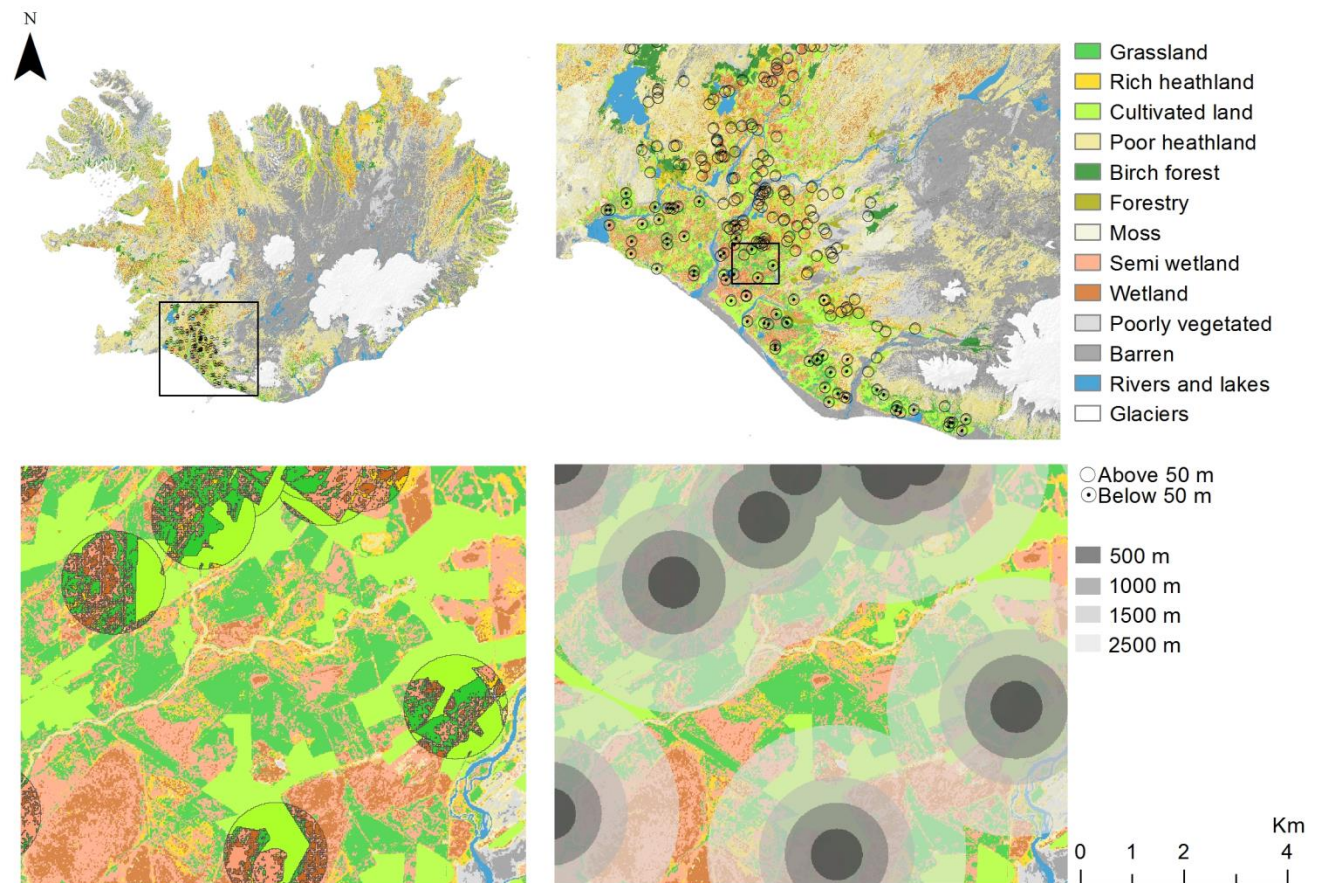 N
Grassland
Rich heathland
Cultivated land
Poor heathland
Birch forest
Forestry
Moss
Semi wetland
Wetland
Poorly vegetated
Barren
Rivers and lakes
Glaciers
Above 50 m
Below 50 m
500 m
1000 m
1500 m
2500 m
Km
0 1 2 4